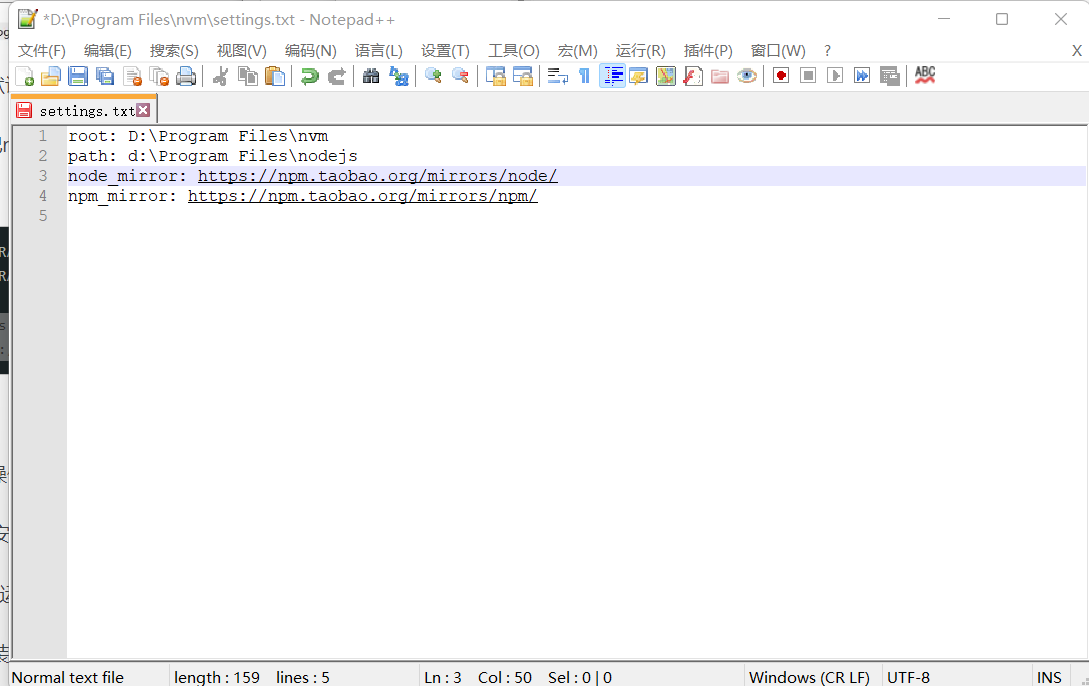 *D:\Program Files\nvm\settings.txt - Notepad++
文件(F) 编辑(E) 搜索(S) 视图(V) 编码(N) 语言(L) 设置(T) 工具(O) 宏(M) 运行(R) 插件(P) 窗口(W) ? X
ABC
settings.txt
1 root: D:\Program Files\nvm
2 path: d:\Program Files\nodejs
3 node_mirror: https://npm.taobao.org/mirrors/node/
4 npm_mirror: https://npm.taobao.org/mirrors/npm/
5
Normal text file length : 159 lines : 5 Ln : 3 Col : 50 Sel : 0 | 0 Windows (CR LF) UTF-8 INS